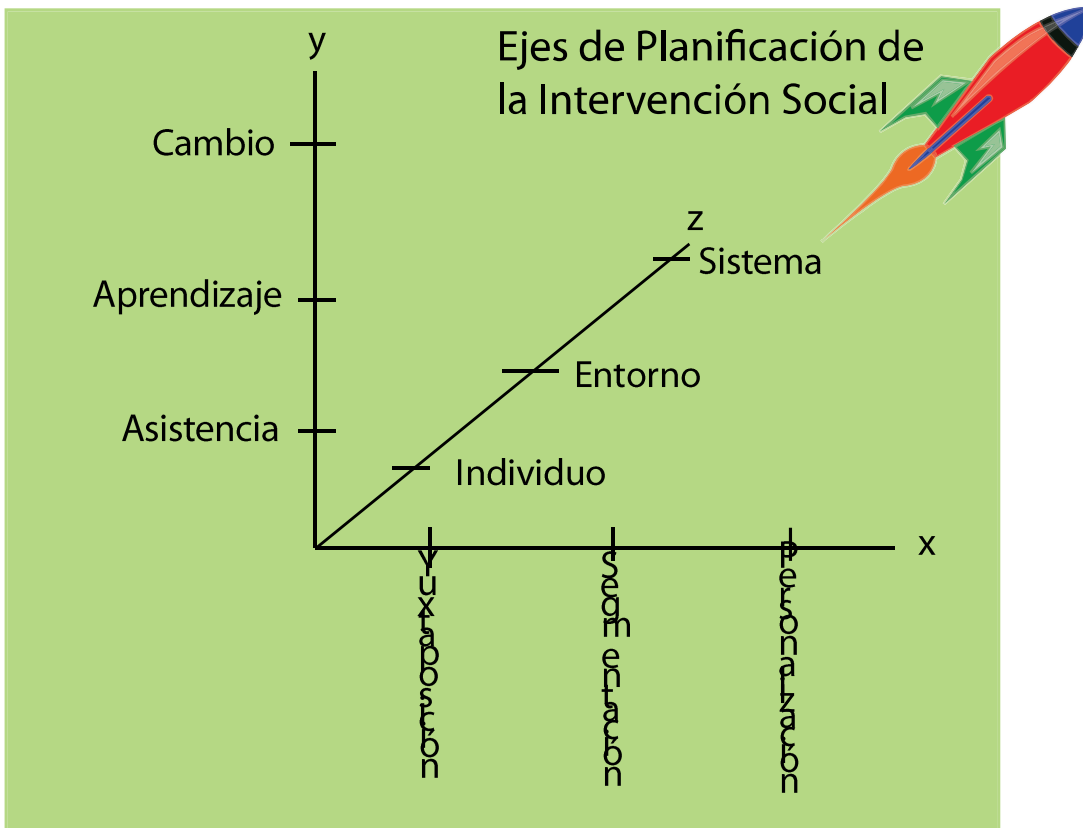 Ejes de Planificación de
la Intervención Social
y
Cambio
Aprendizaje
Asistencia
z
Sistema
Entorno
Individuo
x
Yuxtaposición
Segmentación
Personalización